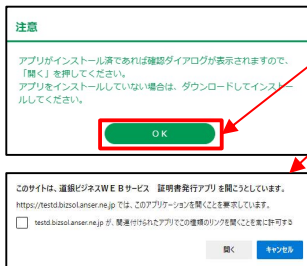 注意
アプリがインストール済であれば確認ダイアログが表示されますので、
「開く」を押してください。
アプリをインストールしていない場合は、ダウンロードしてインストー
ルしてください。
OK
このサイトは、道銀ビジネスWEBサービス 証明書発行アプリ を開こうとしています。
https://testd.bizsol.anser.ne.jp では、このアプリケーションを開くことを要求しています。
testd.bizsol.anser.ne.jp が、関連付けられたアプリでこの種類のリンクを開くことを常に許可する
開く キャンセル